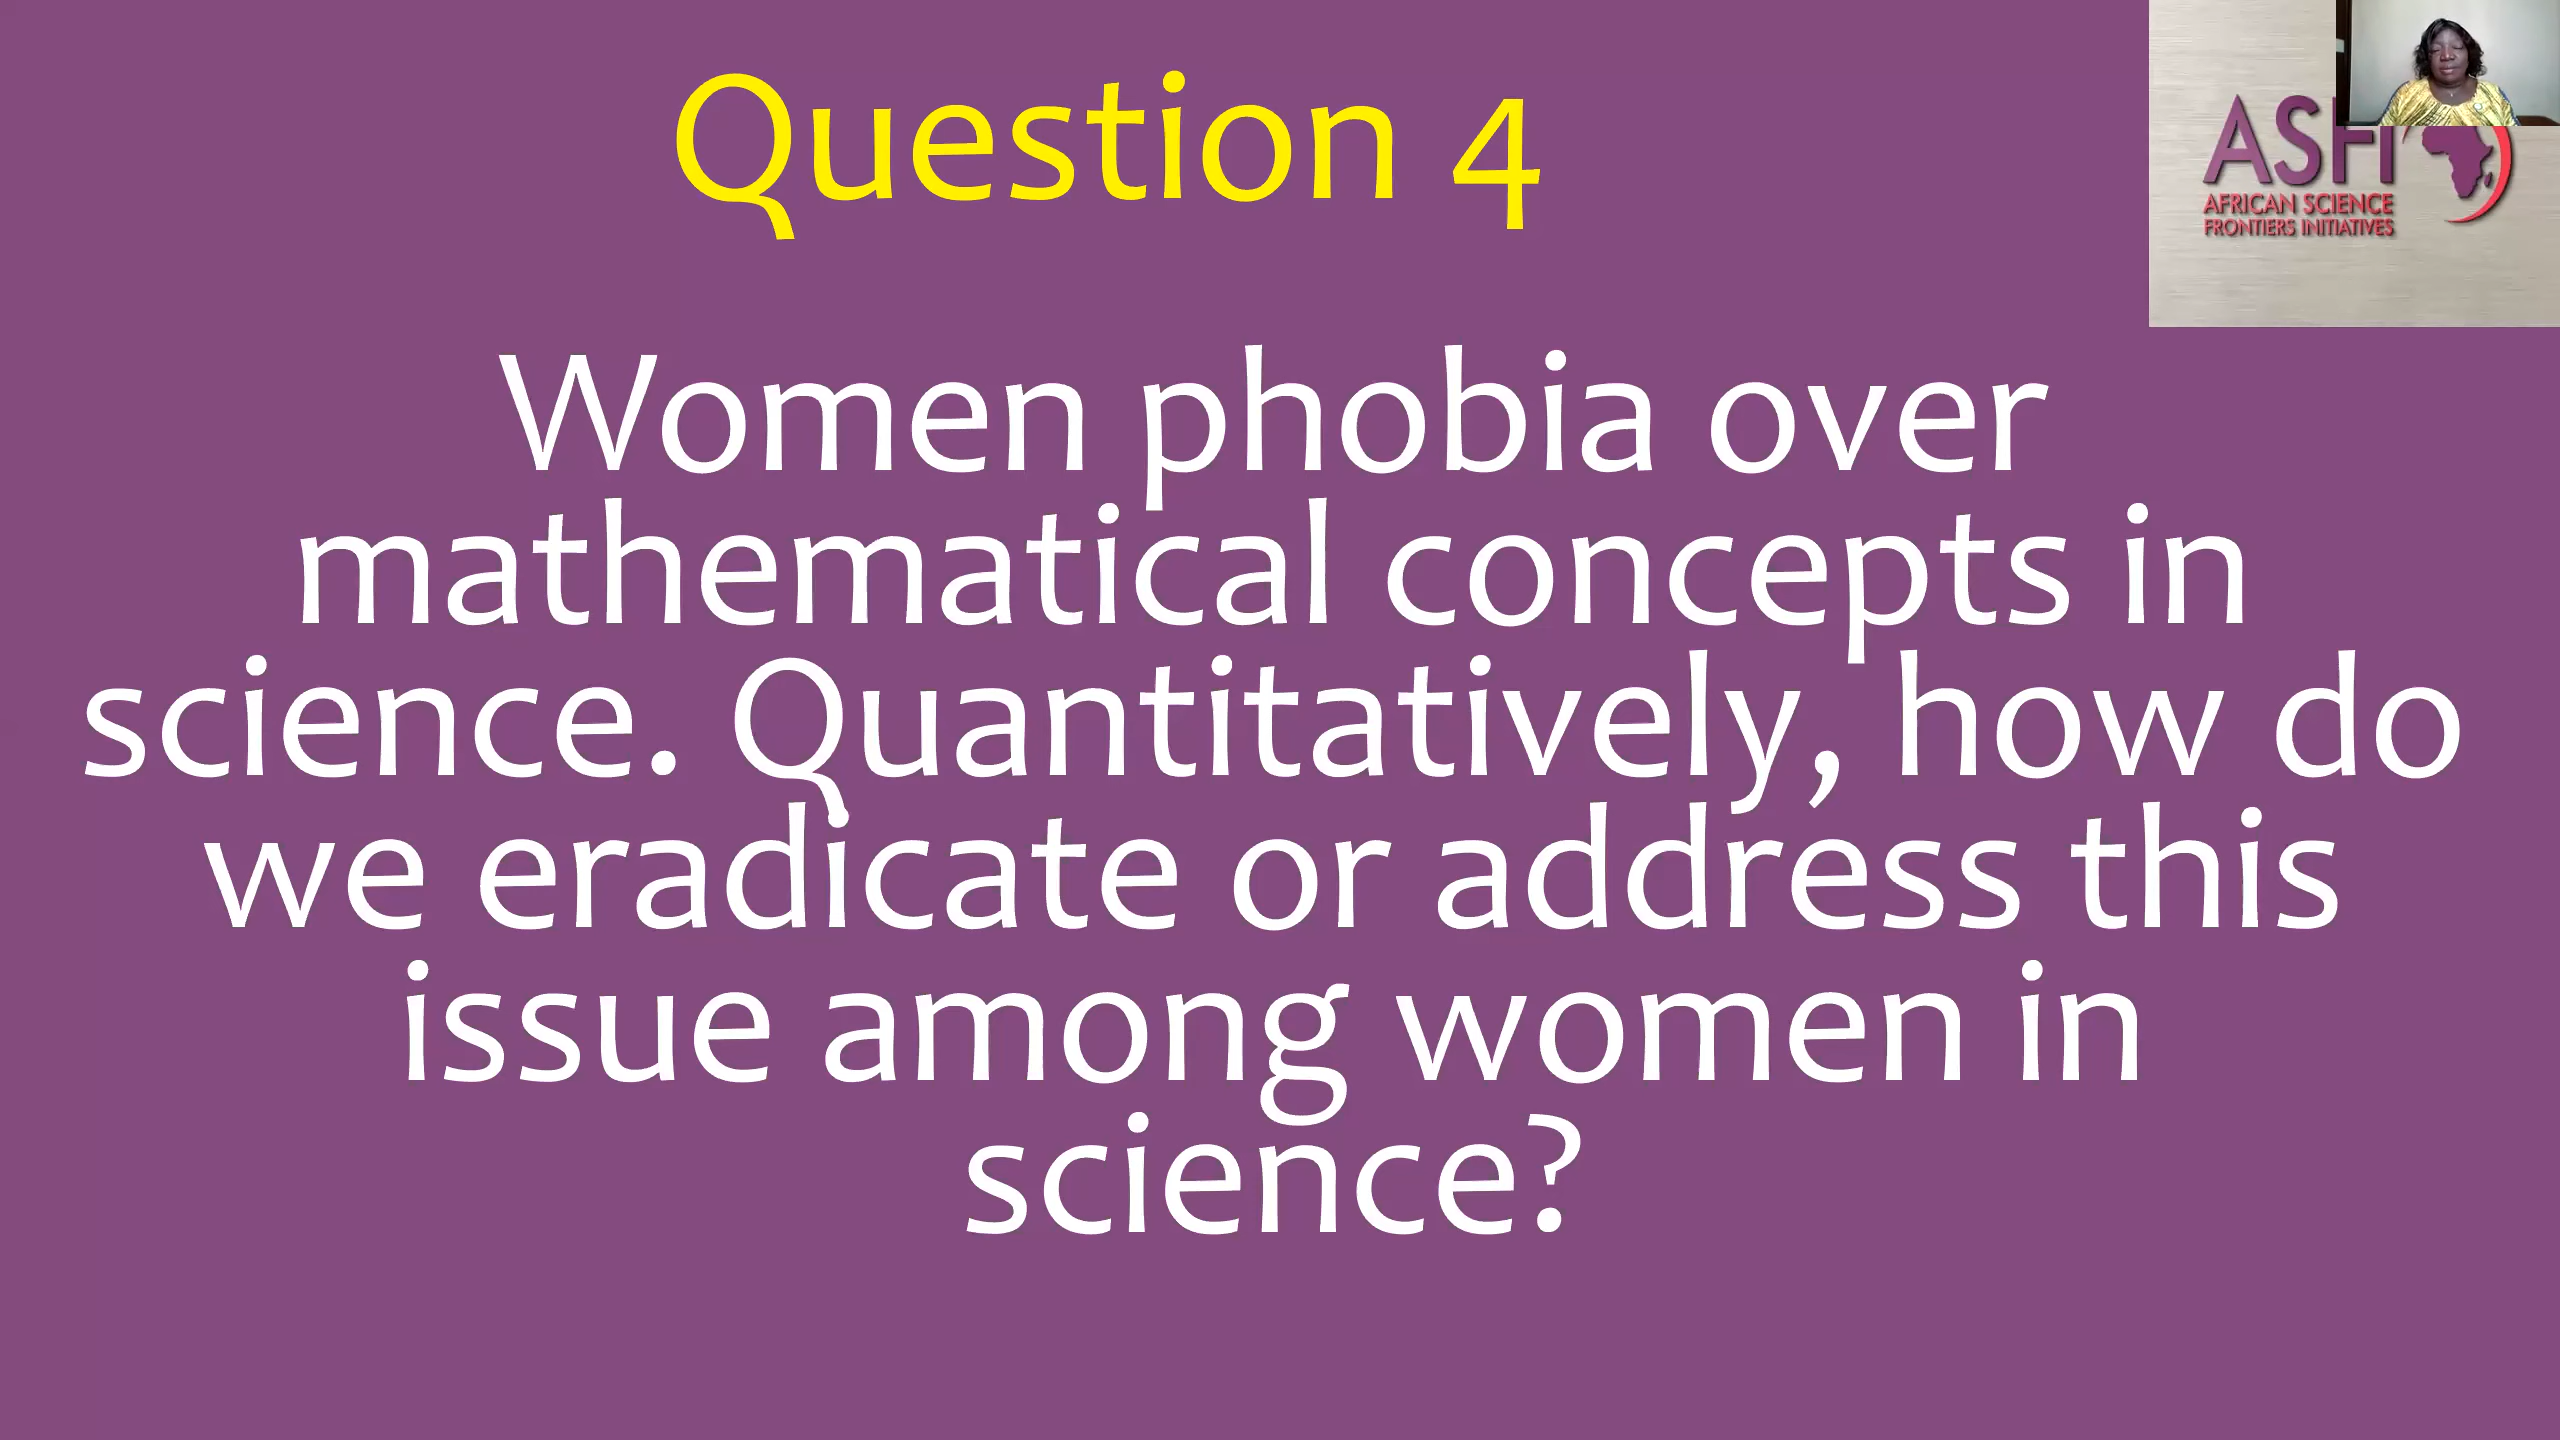 Question 4
ASFI
AFRICAN SCIENCE
FRONTIERS INITIATIVES
Women phobia over
mathematical concepts in
science. Quantitatively, how do
we eradicate or address this
issue among women in
science?